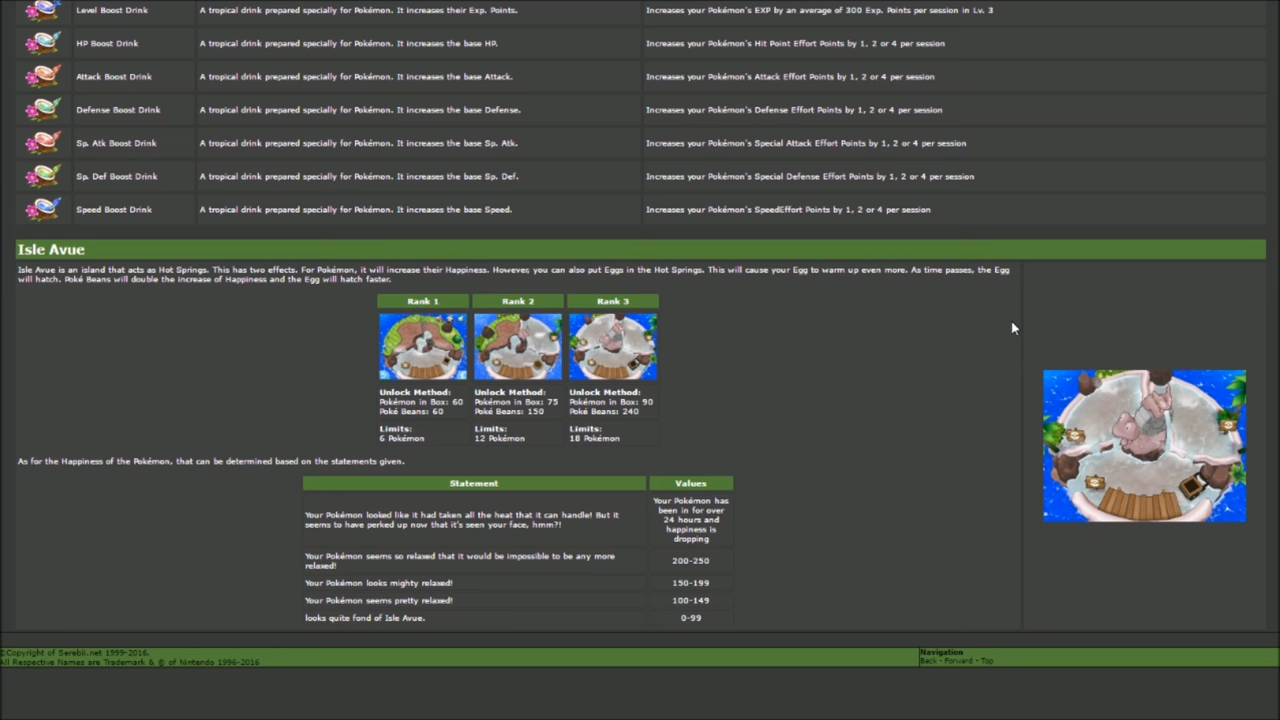 Level Boost Drink A tropical drink prepared specially for Pokémon. It increases their Exp. Points. Increases your Pokémon's EXP by an average of 300 Exp. Points per session in Lv. 3
HP Boost Drink A tropical drink prepared specially for Pokémon. It increases the base HP. Increases your Pokémon's Hit Point Effort Points by 1, 2 or 4 per session
Attack Boost Drink A tropical drink prepared specially for Pokémon. It increases the base Attack. Increases your Pokémon's Attack Effort Points by 1, 2 or 4 per session
Defense Boost Drink A tropical drink prepared specially for Pokémon. It increases the base Defense. Increases your Pokémon's Defense Effort Points by 1, 2 or 4 per session
Sp. Atk Boost Drink A tropical drink prepared specially for Pokémon. It increases the base Sp. Atk. Increases your Pokémon's Special Attack Effort Points by 1, 2 or 4 per session
Sp. Def Boost Drink A tropical drink prepared specially for Pokémon. It increases the base Sp. Def. Increases your Pokémon's Special Defense Effort Points by 1, 2 or 4 per session
Speed Boost Drink A tropical drink prepared specially for Pokémon. It increases the base Speed. Increases your Pokémon's SpeedEffort Points by 1, 2 or 4 per session
Isle Avue
Isle Avue is an island that acts as Hot Springs. This has two effects. For Pokémon, it will increase their Happiness. However, you can also put Eggs in the Hot Springs. This will cause your Egg to warm up even more. As time passes, the Egg
will hatch. Poké Beans will double the increase of Happiness and the Egg will hatch faster.
Rank 1 Rank 2 Rank 3
Unlock Method: Unlock Method: Unlock Method:
Pokémon in Box: 60 Pokémon in Box: 75 Pokémon in Box: 90
Poké Beans: 60 Poké Beans: 150 Poké Beans: 240
Limits: Limits: Limits:
6 Pokémon 12 Pokémon 18 Pokémon
As for the Happiness of the Pokémon, that can be determined based on the statements given.
Statement Values
Your Pokémon looked like it had taken all the heat that it can handle! But it
seems to have perked up now that it's seen your face, hmm?!
Your Pokémon has
been in for over
24 hours and
happiness is
dropping
Your Pokémon seems so relaxed that it would be impossible to be any more
relaxed!
200-250
Your Pokémon looks mighty relaxed! 150-199
Your Pokémon seems pretty relaxed! 100-149
looks quite fond of Isle Avue. 0-99
©Copyright of Serebii.net 1999-2016.
All Respective Names are Trademark & © of Nintendo 1996-2016
Navigation
Back - Forward - Top